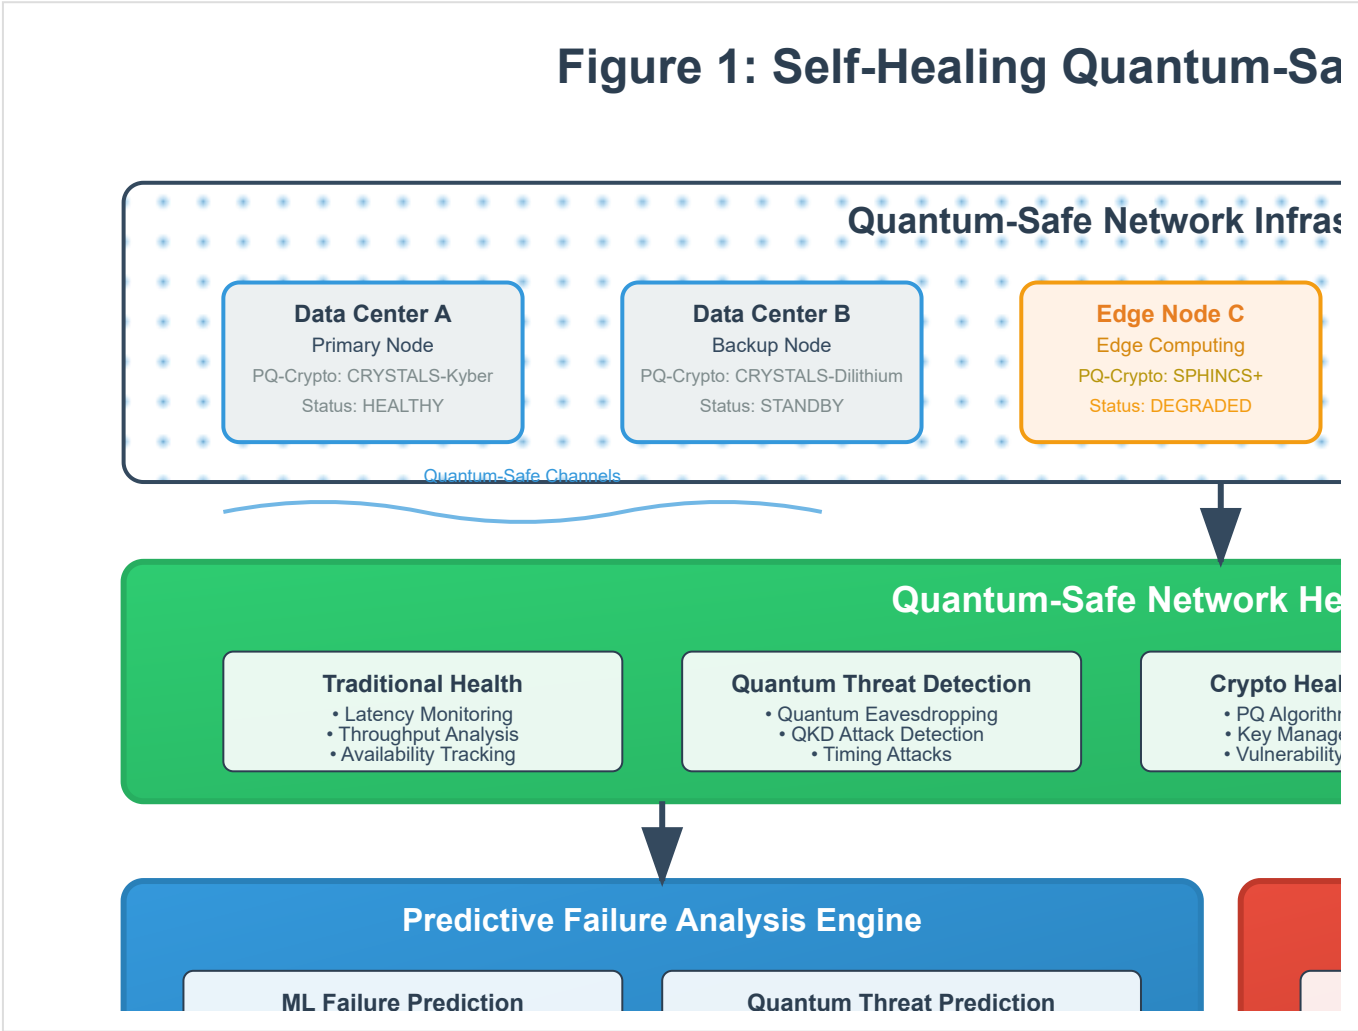 Figure 1: Self-Healing Quantum-Sa
Quantum-Safe Network Infras
Data Center A
Primary Node
PQ-Crypto: CRYSTALS-Kyber
Status: HEALTHY
Data Center B
Backup Node
PQ-Crypto: CRYSTALS-Dilithium
Status: STANDBY
Edge Node C
Edge Computing
PQ-Crypto: SPHINCS+
Status: DEGRADED
Quantum-Safe Channels
Quantum-Safe Network He
Traditional Health
• Latency Monitoring
• Throughput Analysis
• Availability Tracking
Quantum Threat Detection
• Quantum Eavesdropping
• QKD Attack Detection
• Timing Attacks
Crypto Heal
• PQ Algorith
• Key Manage
• Vulnerability
Predictive Failure Analysis Engine
ML Failure Prediction
Quantum Threat Prediction